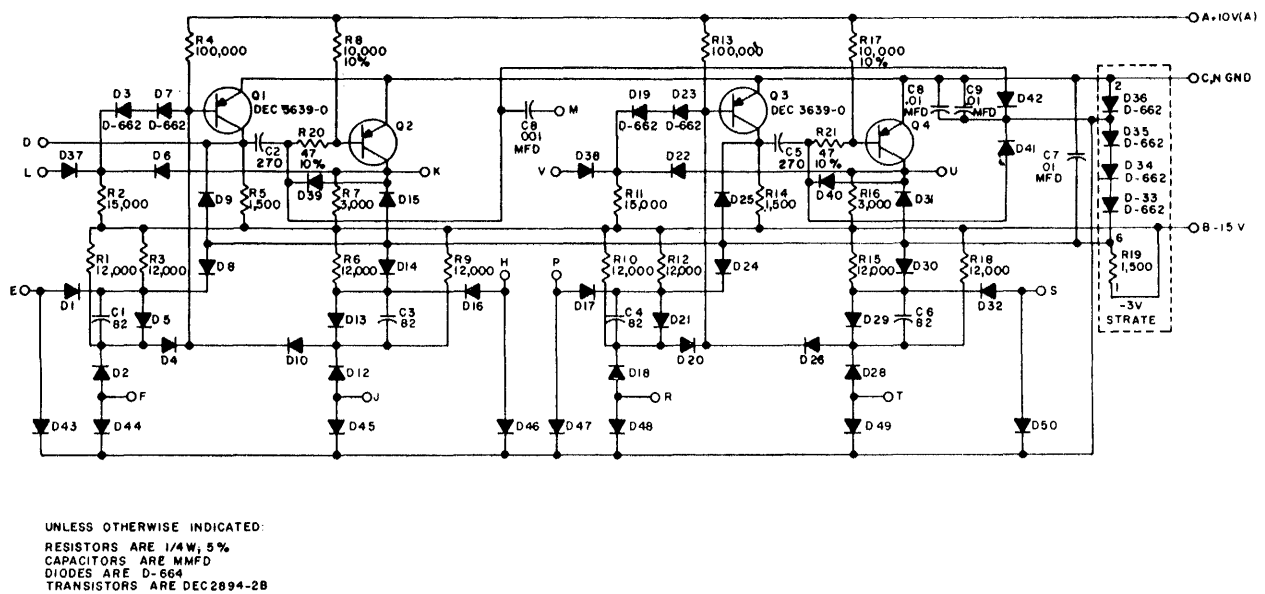 R4
100,000
R8
10,000
10%
R13
100,000
R17
10,000
10%
A+10V(A)
D3
D7
D-662
D-662
Q1
DEC 3639-0
Q2
C8
.001
MFD
M
D19
D23
D-662
D-662
Q3
DEC 3639-0
Q4
C8
.01
MFD
C9
.01
MFD
D42
C,N GND
2
D36
D-662
D35
D-662
D34
D-662
D-33
D-662
D
L
D37
D6
C2
270
R20
47
10%
D39
K
V
D38
D22
C5
270
R21
47
10%
D40
U
D41
C7
.01
MFD
R2
15,000
D9
R5
1,500
R7
3,000
D15
R11
15,000
D25
R14
1,500
R16
3,000
D31
B-15V
R1
12,000
R3
12,000
D8
R6
12,000
D14
R9
12,000
H
P
R10
12,000
R12
12,000
D24
R15
12,000
D30
R18
12,000
6
R19
1,500
1
-3V
STRATE
E
D1
C1
82
D5
D13
C3
82
D16
D17
C4
82
D21
D29
C6
82
D32
S
D4
D10
D20
D26
D2
D12
D18
D28
F
J
R
T
D43
D44
D45
D46
D47
D48
D49
D50
UNLESS OTHERWISE INDICATED:
RESISTORS ARE 1/4W; 5%
CAPACITORS ARE MMFD
DIODES ARE D-664
TRANSISTORS ARE DEC2894-2B